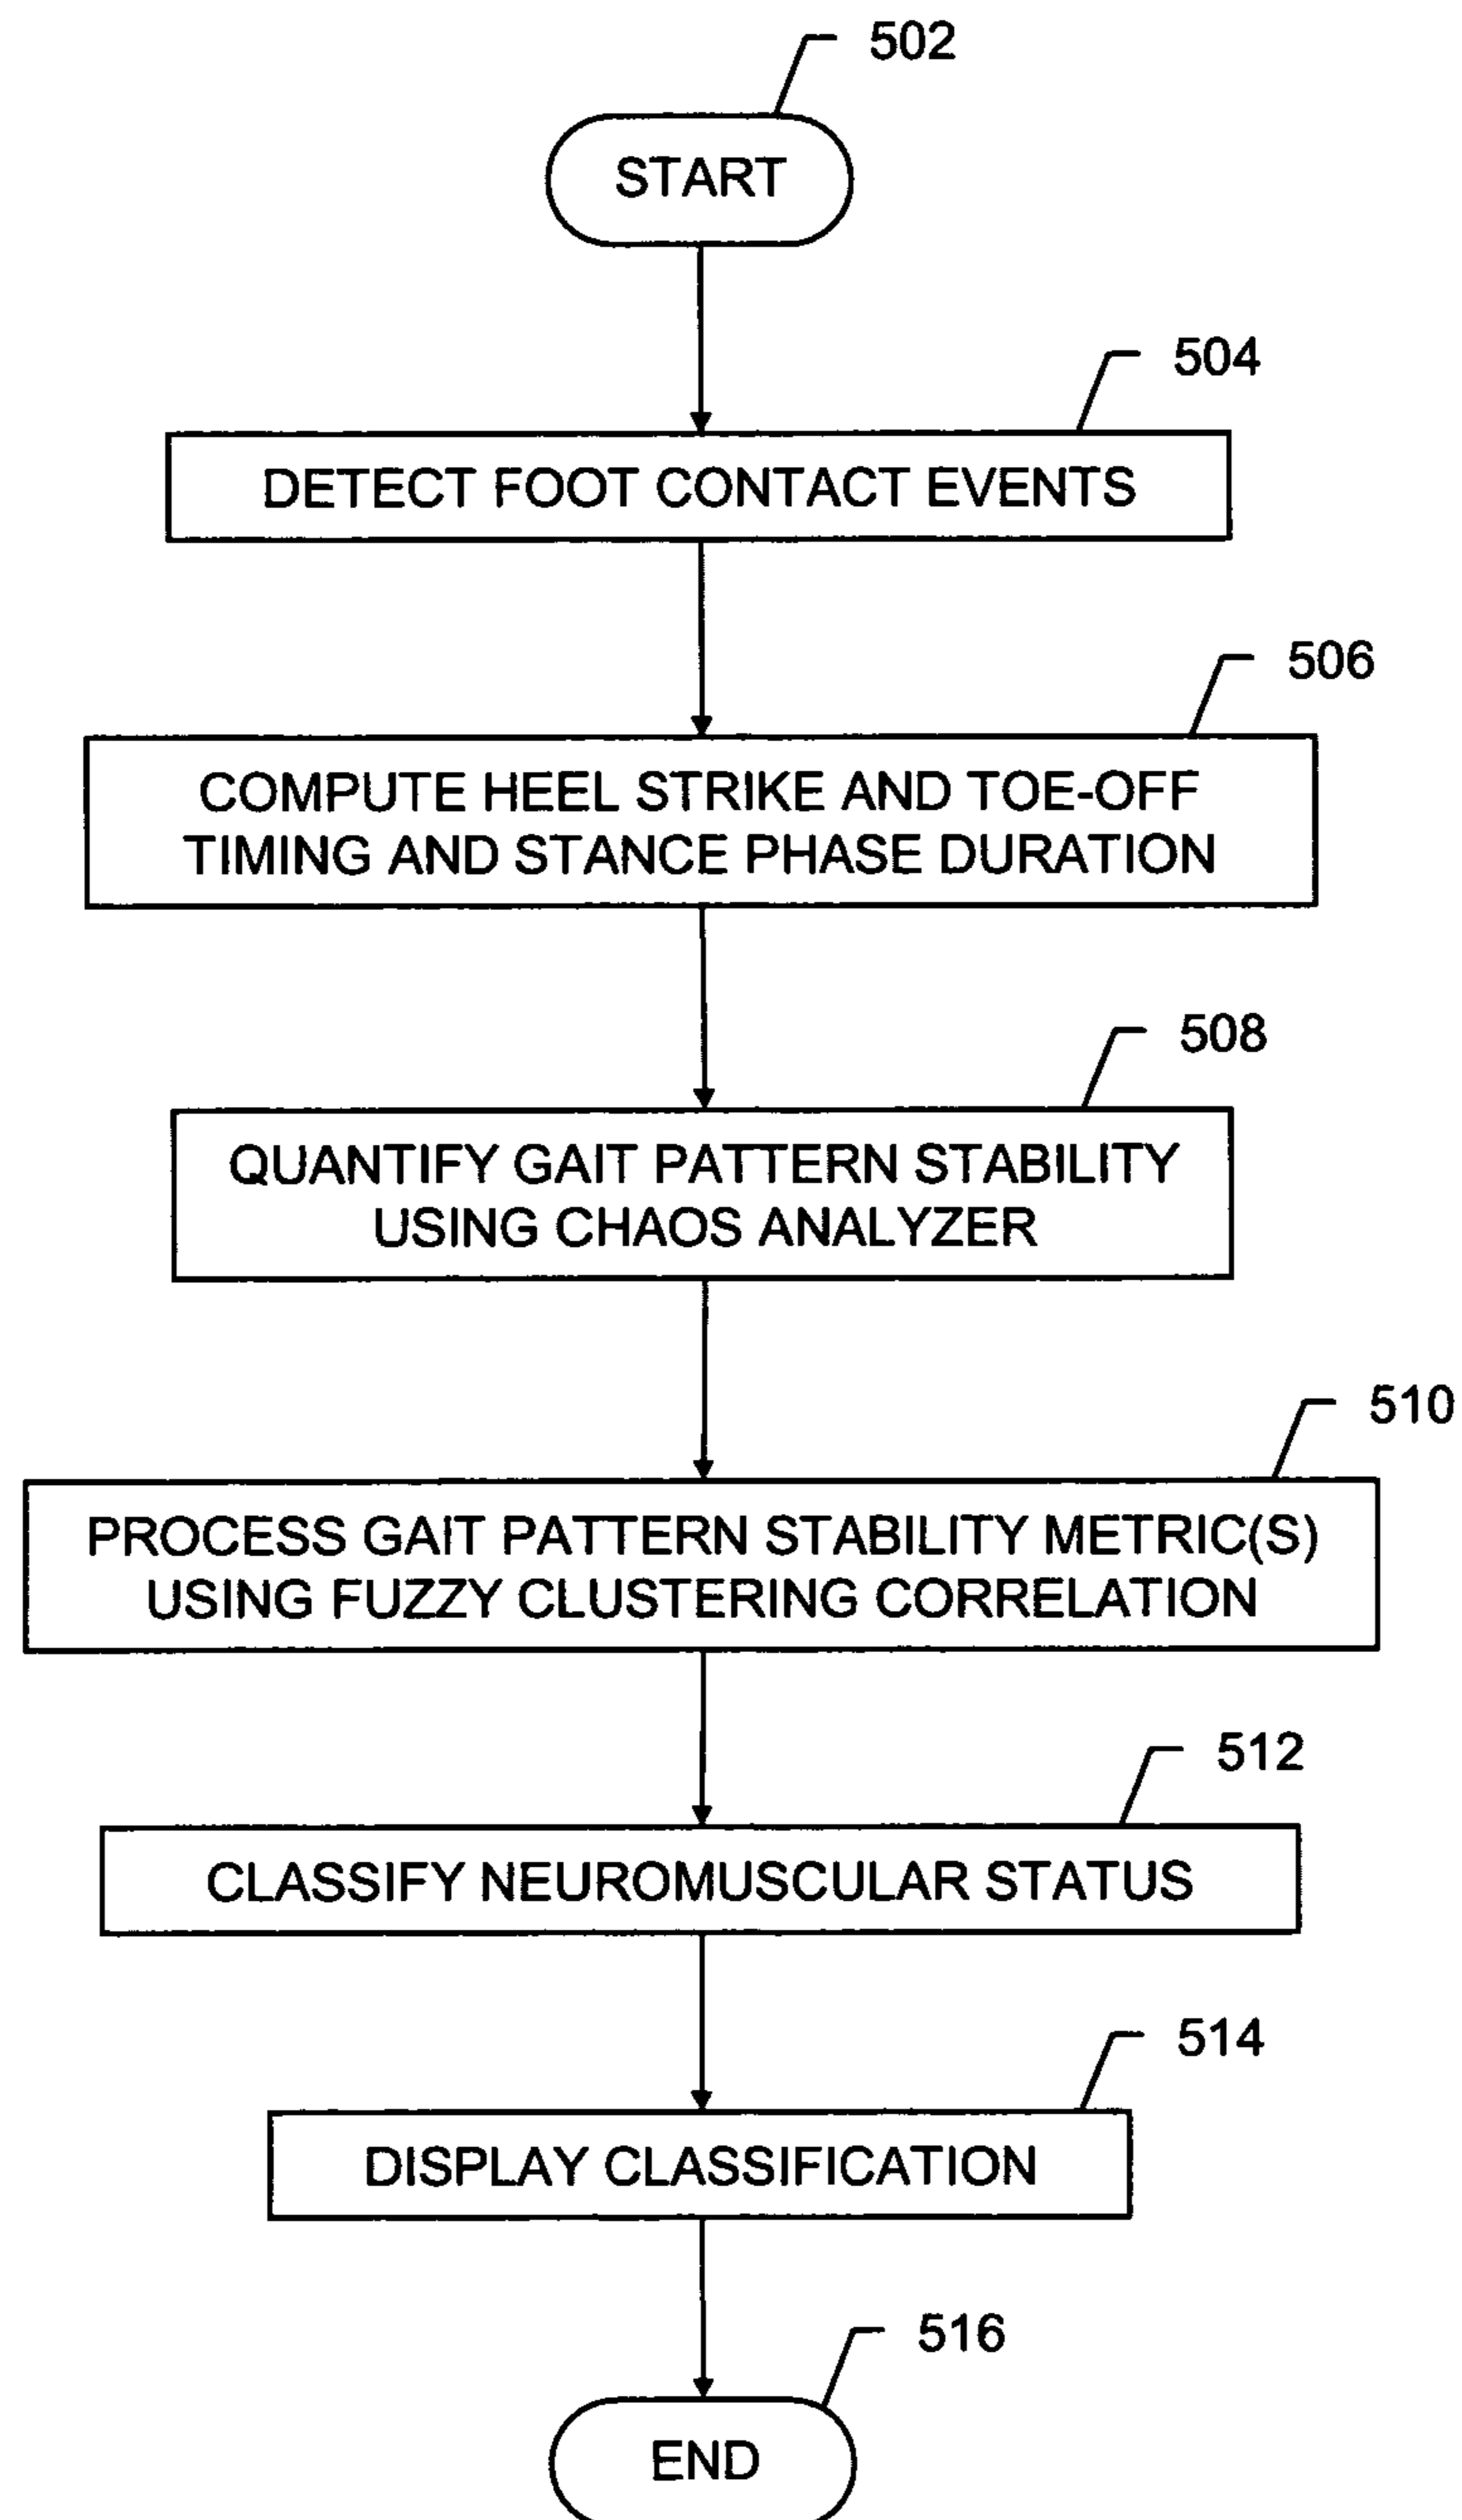 502
START
504
DETECT FOOT CONTACT EVENTS
506
COMPUTE HEEL STRIKE AND TOE-OFF
TIMING AND STANCE PHASE DURATION
508
QUANTIFY GAIT PATTERN STABILITY
USING CHAOS ANALYZER
510
PROCESS GAIT PATTERN STABILITY METRIC(S)
USING FUZZY CLUSTERING CORRELATION
512
CLASSIFY NEUROMUSCULAR STATUS
514
DISPLAY CLASSIFICATION
516
END